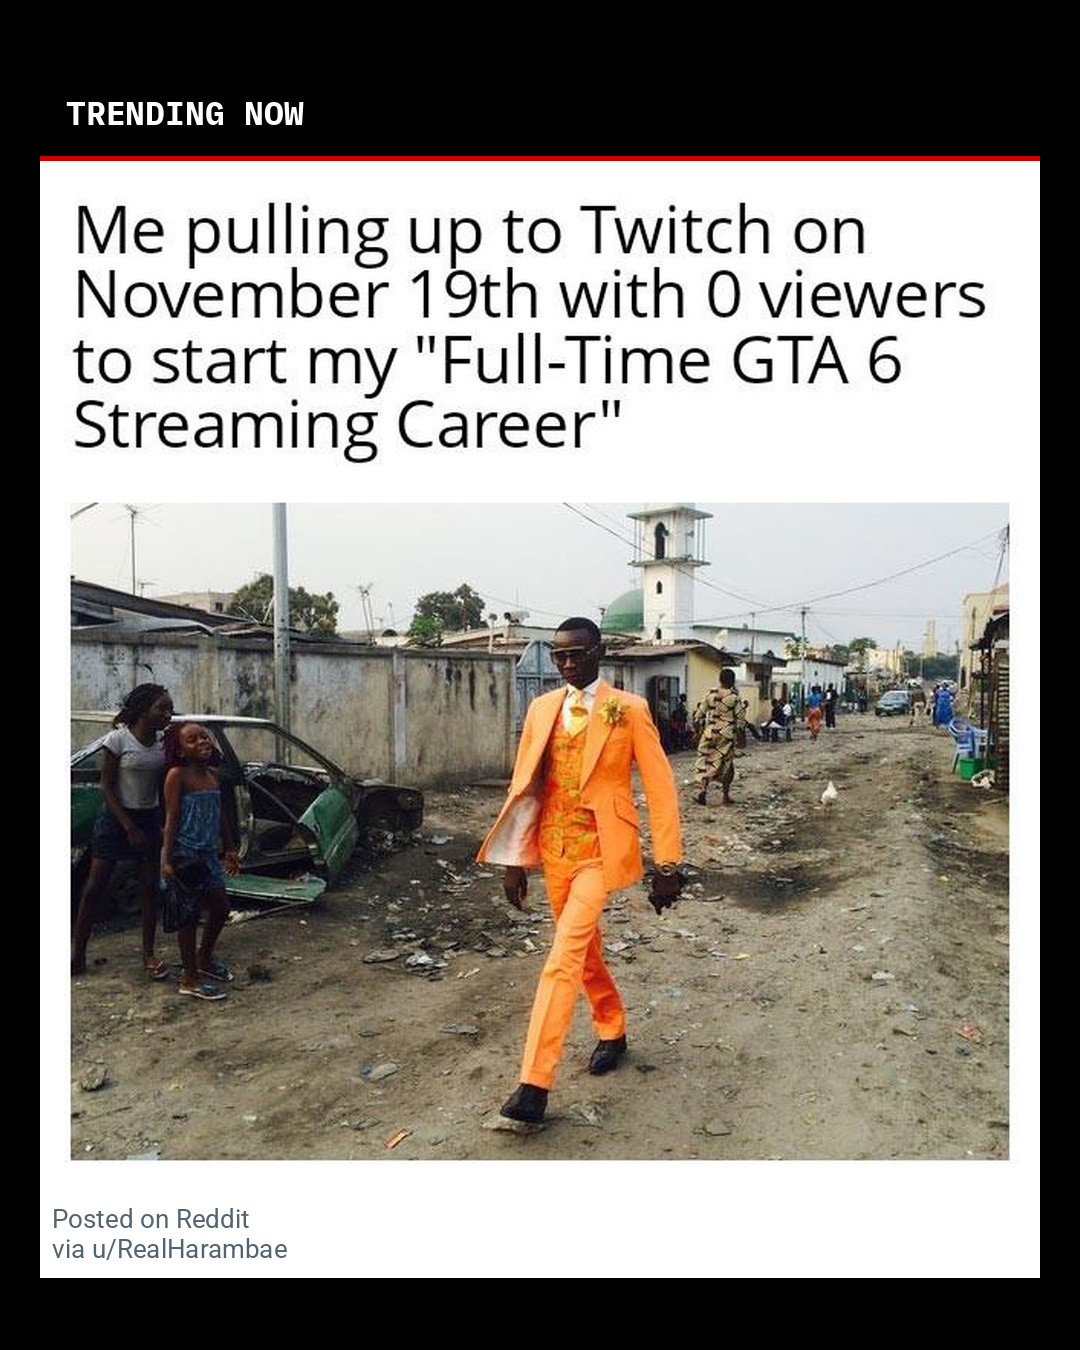 TRENDING NOW
Me pulling up to Twitch on
November 19th with 0 viewers
to start my "Full-Time GTA 6
Streaming Career"
Posted on Reddit
via u/RealHarambae